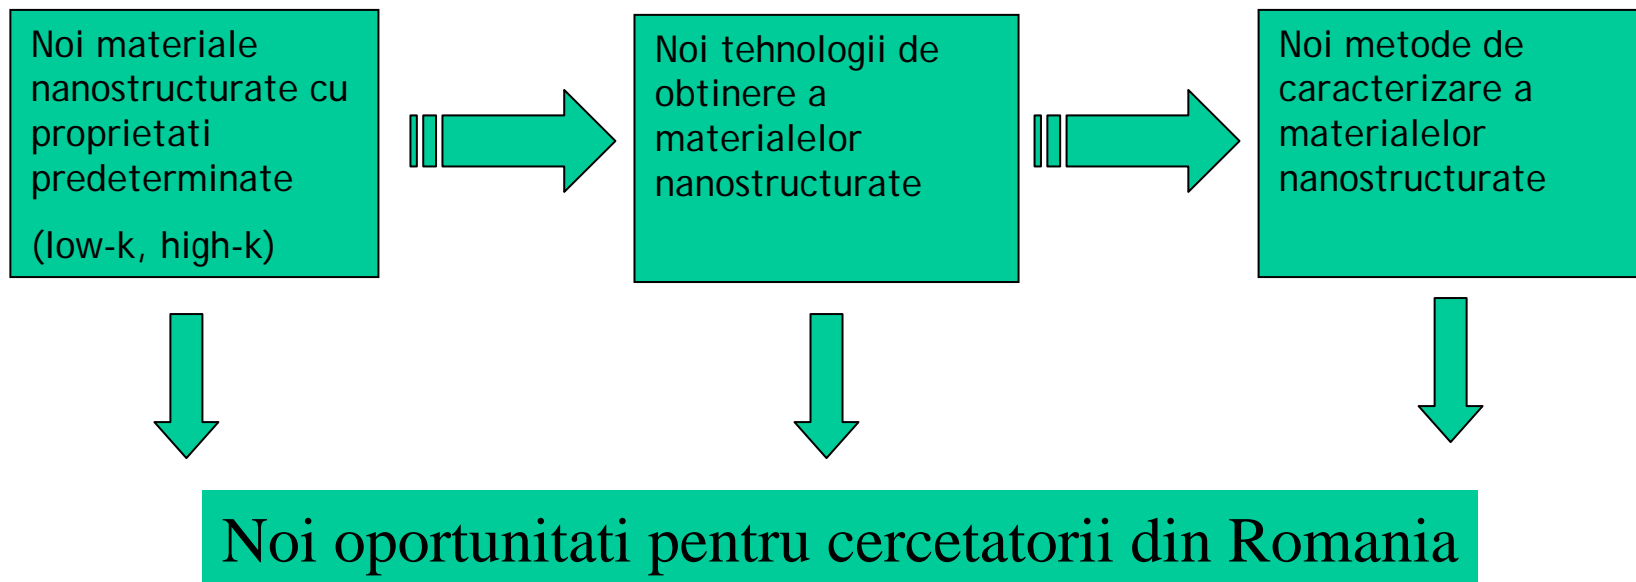 Noi materiale
nanostructurate cu
proprietati
predeterminate
(low-k, high-k)
Noi tehnologii de
obtinere a
materialelor
nanostructurate
Noi metode de
caracterizare a
materialelor
nanostructurate
Noi oportunitati pentru cercetatorii din Romania